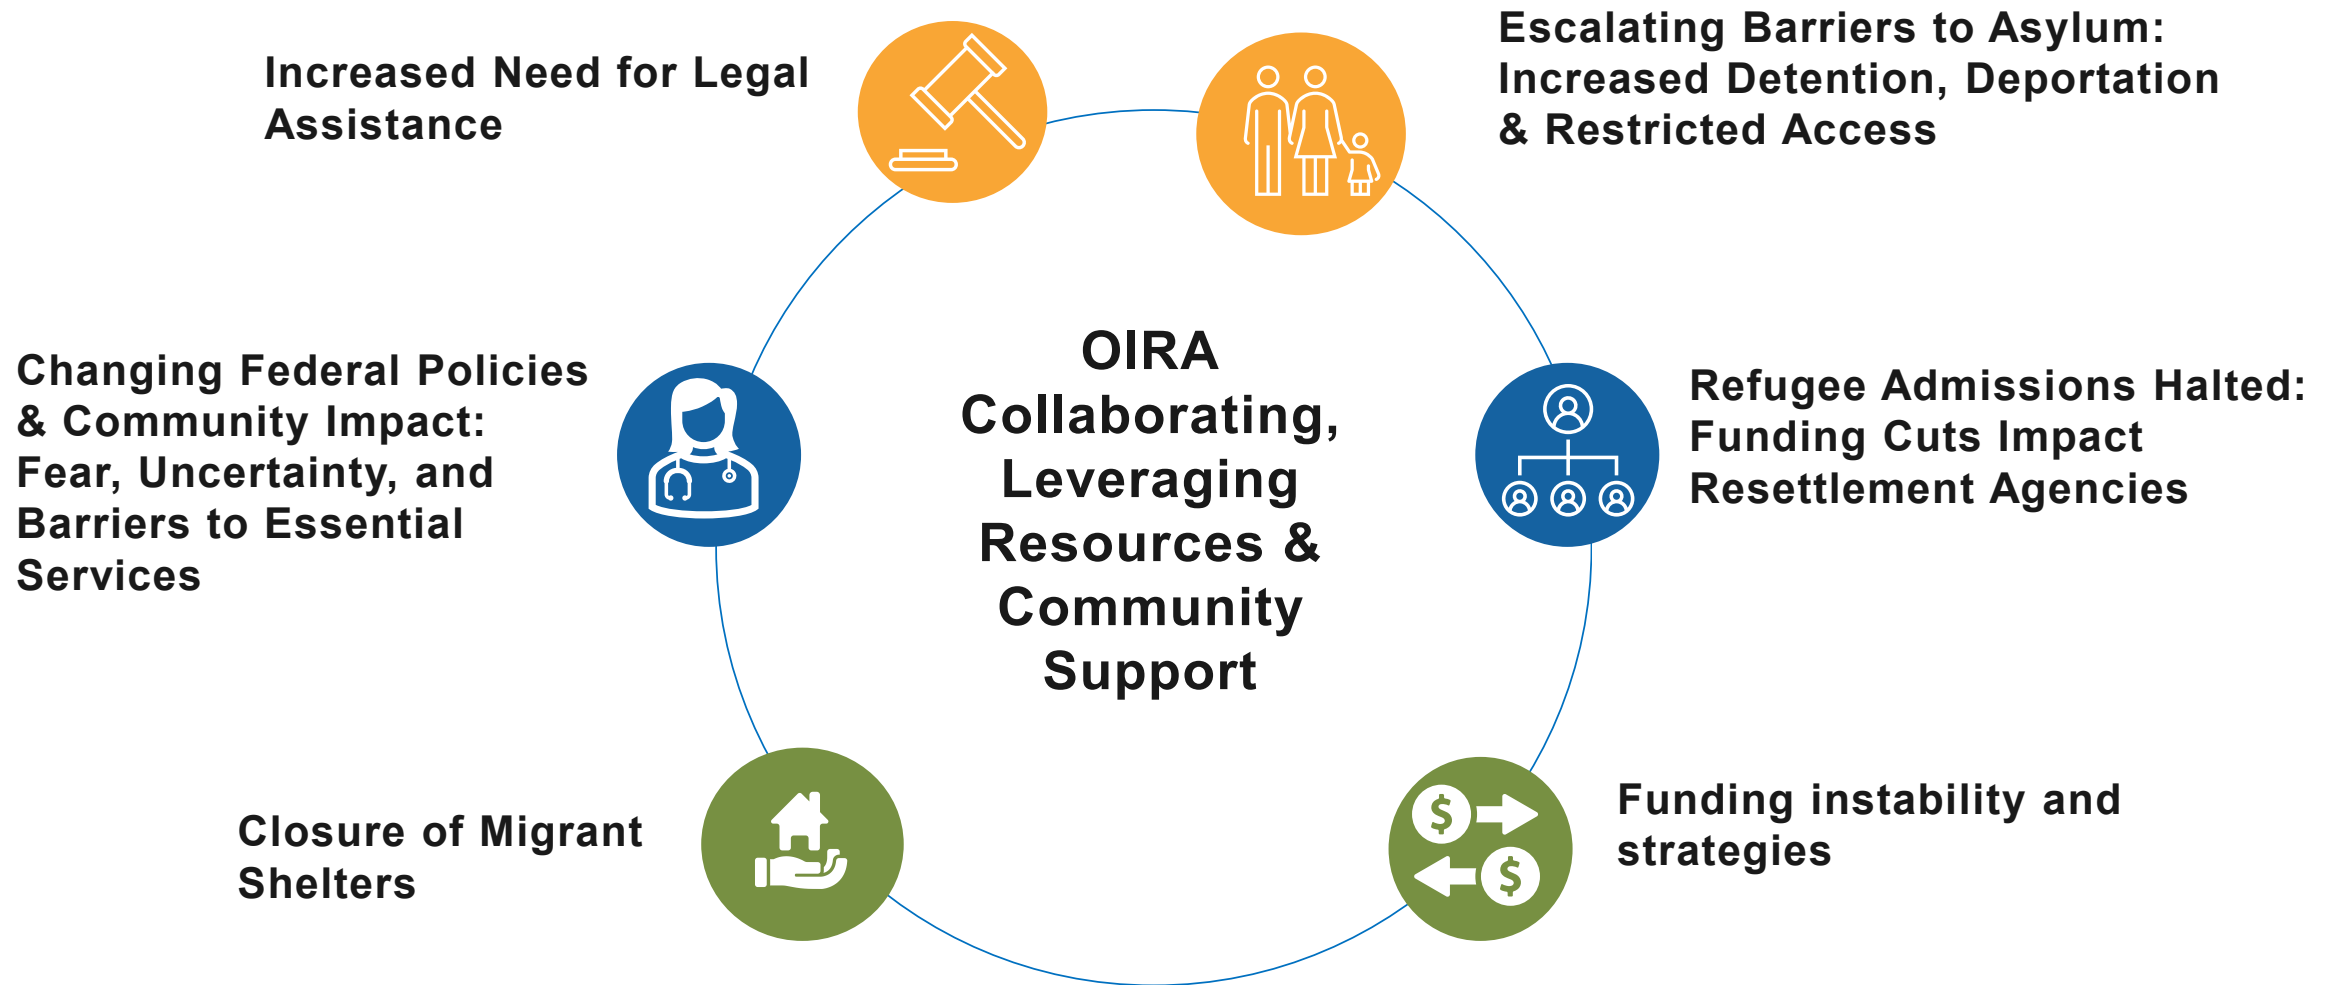 Increased Need for Legal
Assistance
Escalating Barriers to Asylum:
Increased Detention, Deportation
& Restricted Access
Changing Federal Policies
& Community Impact:
Fear, Uncertainty, and
Barriers to Essential
Services
OIRA
Collaborating,
Leveraging
Resources &
Community
Support
Refugee Admissions Halted:
Funding Cuts Impact
Resettlement Agencies
Closure of Migrant
Shelters
$
$
Funding instability and
strategies